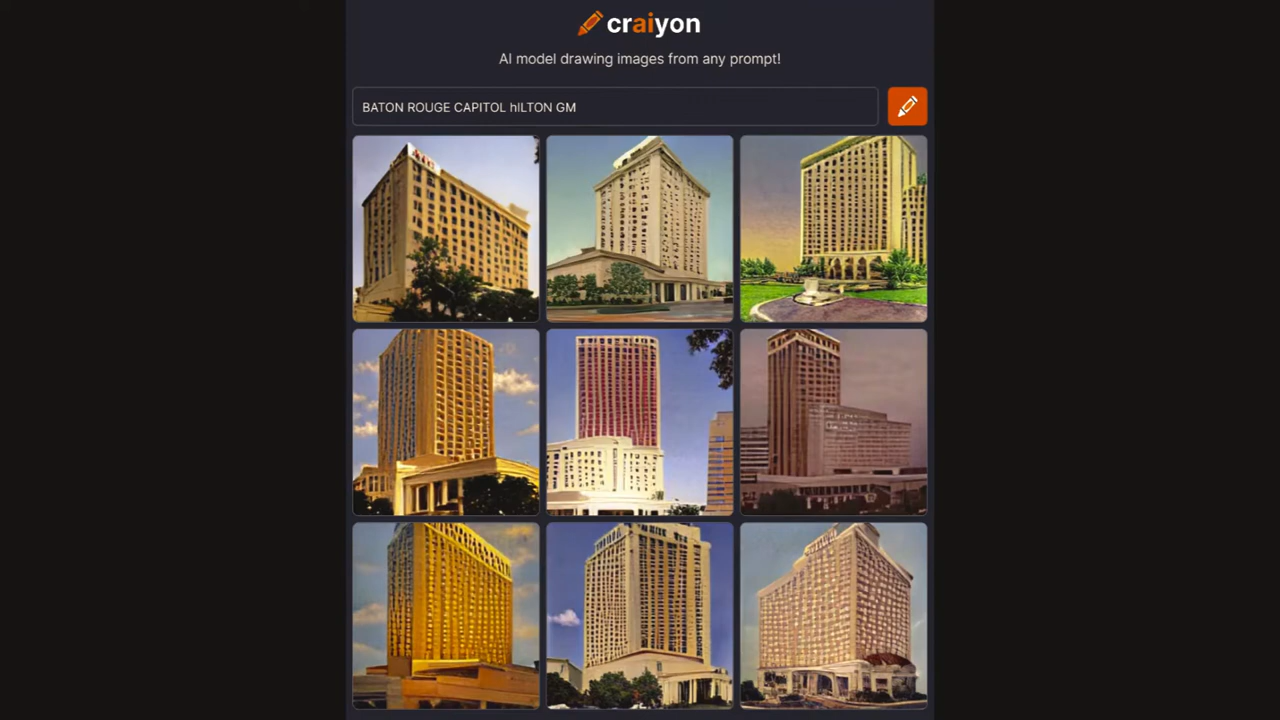 craiyon
AI model drawing images from any prompt!
BATON ROUGE CAPITOL hILTON GM